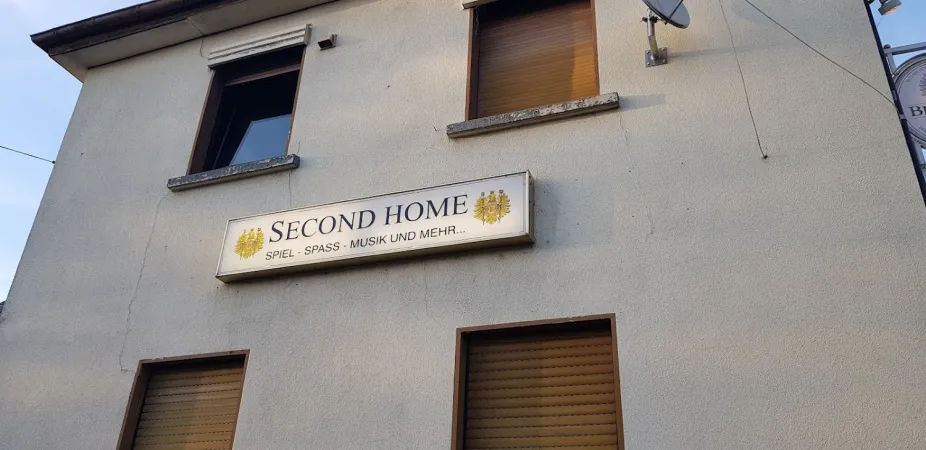 SECOND HOME
SPIEL - SPASS - MUSIK UND MEHR...